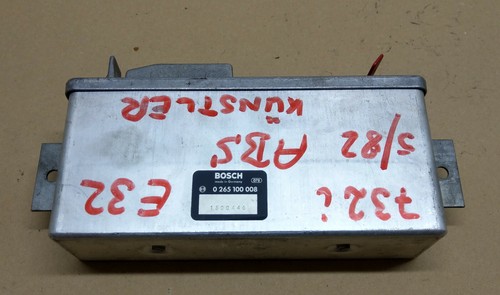 BOSCH
made in Germany
0 265 100 008
732i E32
5/82 ABS
KÜNSTLER